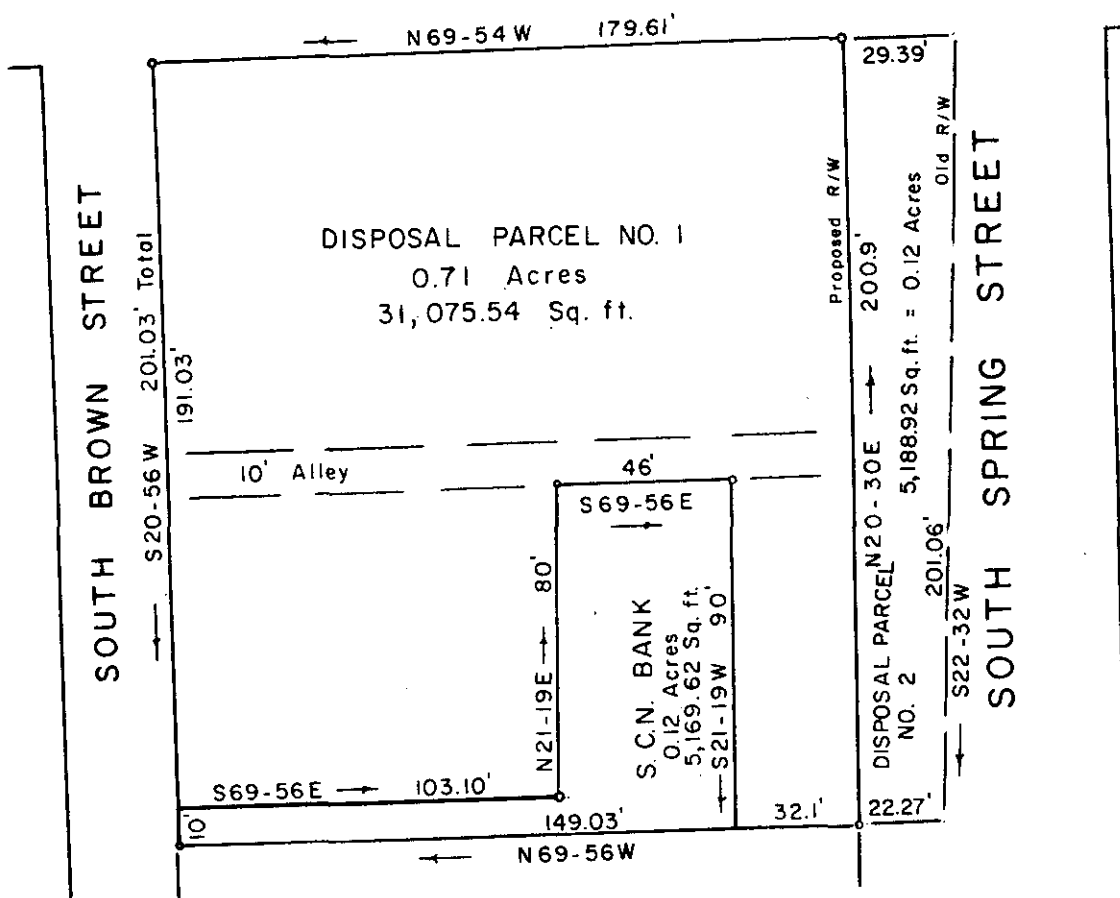 N69-54W 179.61'
29.39'
Old R/W
Proposed R/W
SOUTH BROWN STREET
S20-56W 201.03' Total
191.03'
DISPOSAL PARCEL NO. 1
0.71 Acres
31,075.54 Sq. ft.
N20-30E 200.9'
5,188.92 Sq. ft. = 0.12 Acres
SOUTH SPRING STREET
10' Alley
46'
S69-56E
N21-19E 80'
S.C.N. BANK
0.12 Acres
5,169.62 Sq. ft.
S21-19W 90'
DISPOSAL PARCEL
NO. 2
201.06'
S22-32W
S69-56E 103.10'
10'
149.03'
32.1'
22.27'
N69-56W